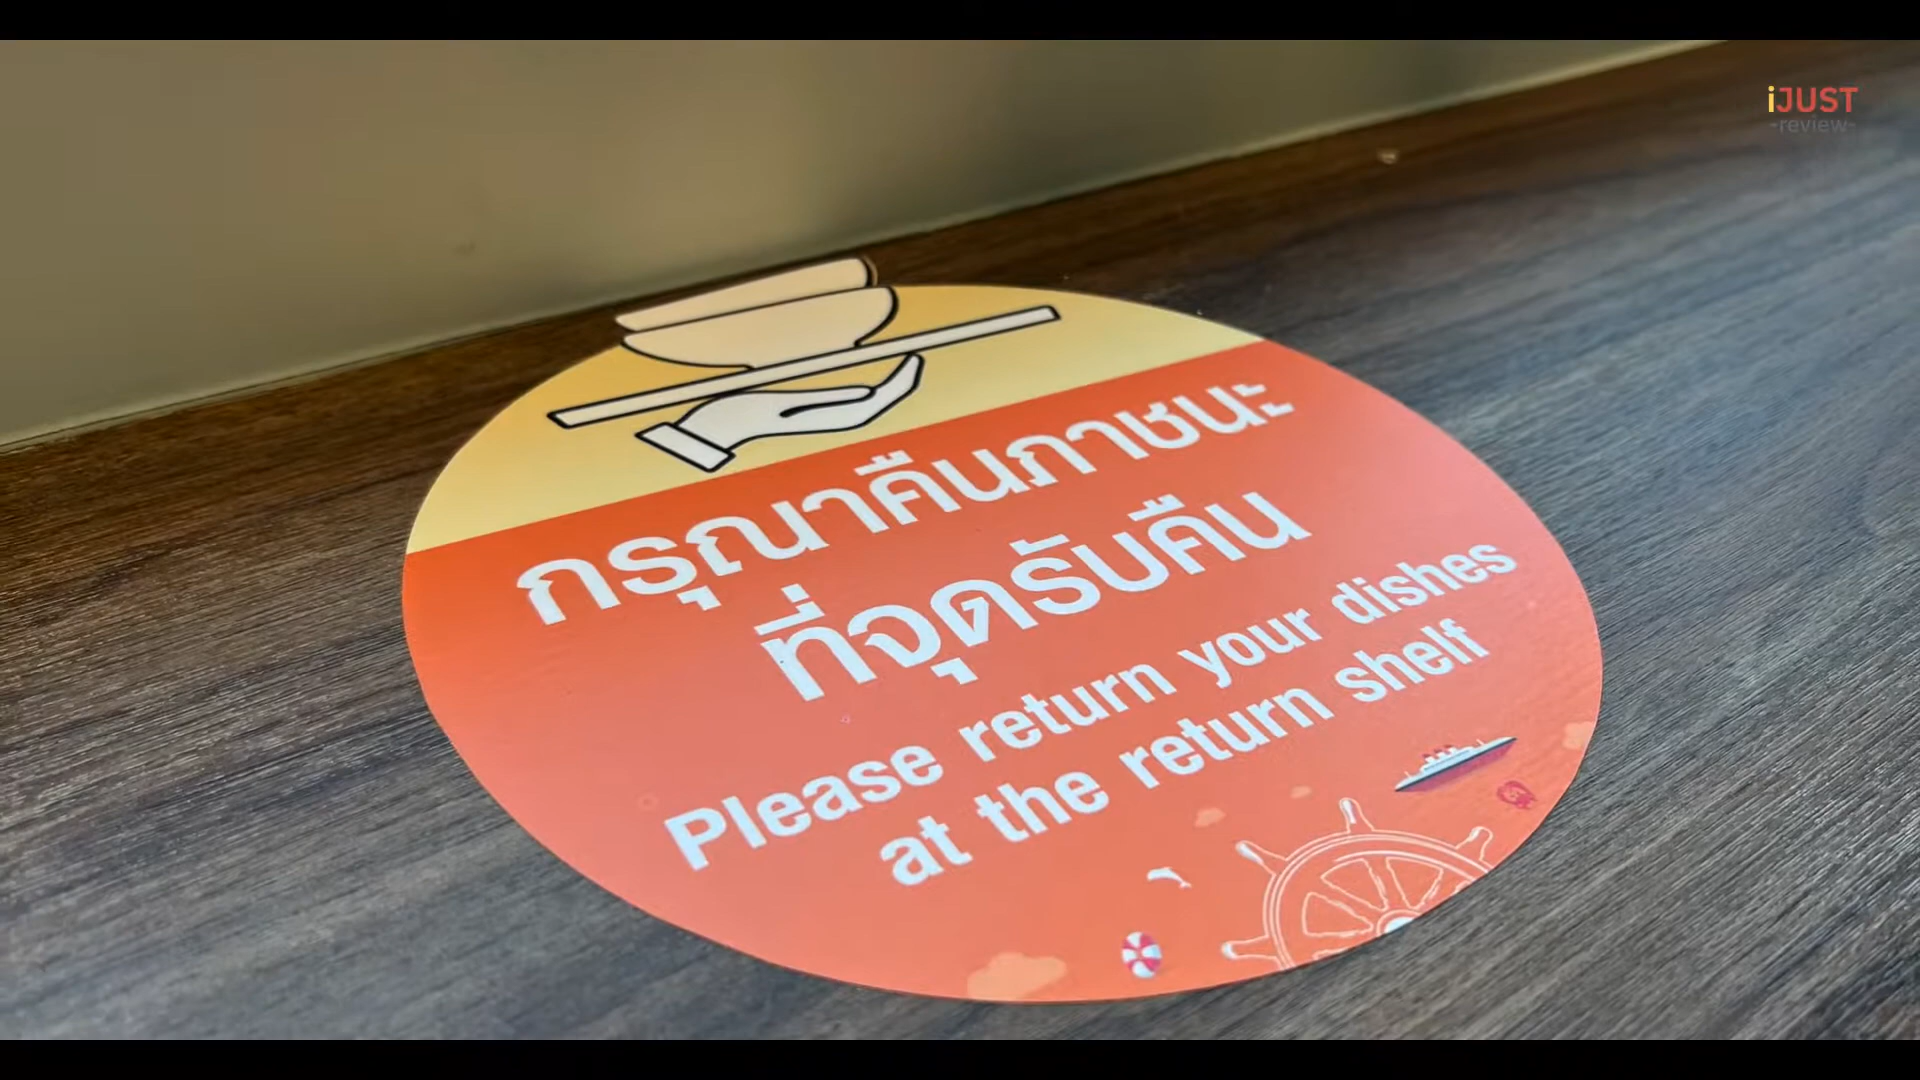 iJUST
-review-
กรุณาคืนภาชนะ
ที่จุดรับคืน
Please return your dishes
at the return shelf